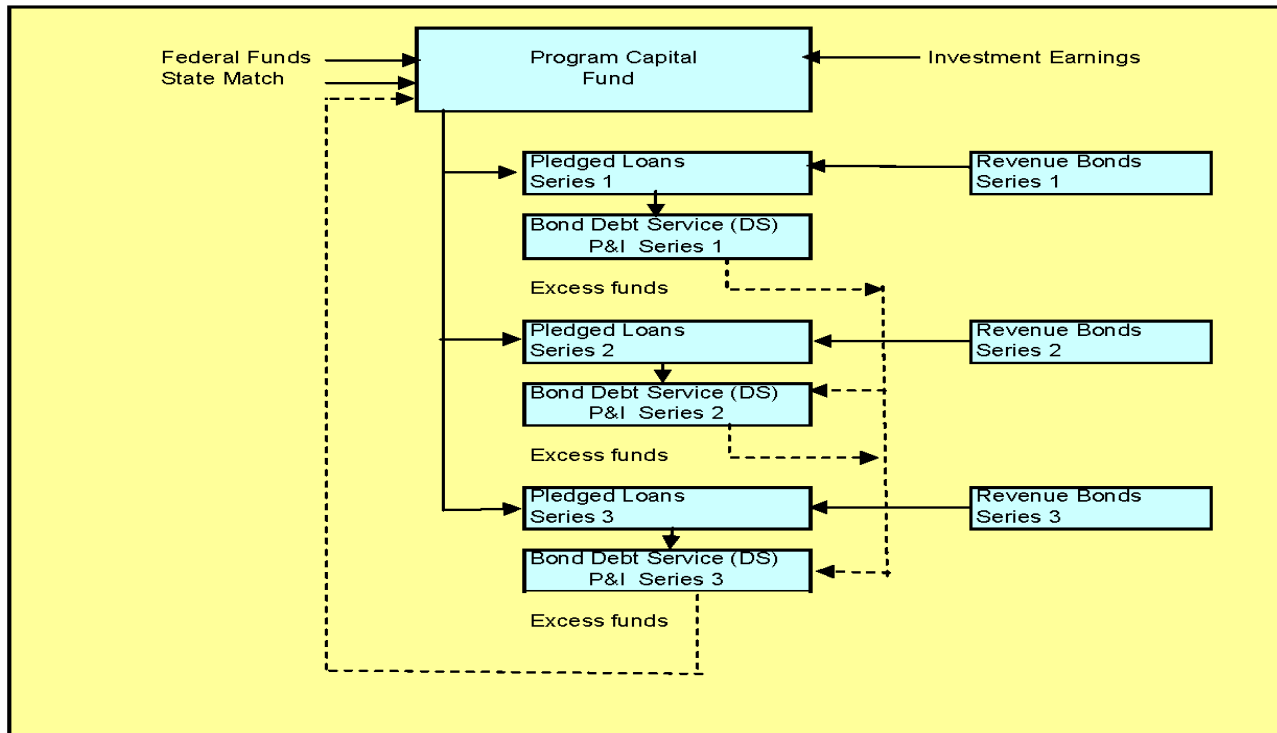 Federal Funds
State Match
Program Capital
Fund
Investment Earnings
Pledged Loans
Series 1
Revenue Bonds
Series 1
Bond Debt Service (DS)
P&I Series 1
Excess funds
Pledged Loans
Series 2
Revenue Bonds
Series 2
Bond Debt Service (DS)
P&I Series 2
Excess funds
Pledged Loans
Series 3
Revenue Bonds
Series 3
Bond Debt Service (DS)
P&I Series 3
Excess funds